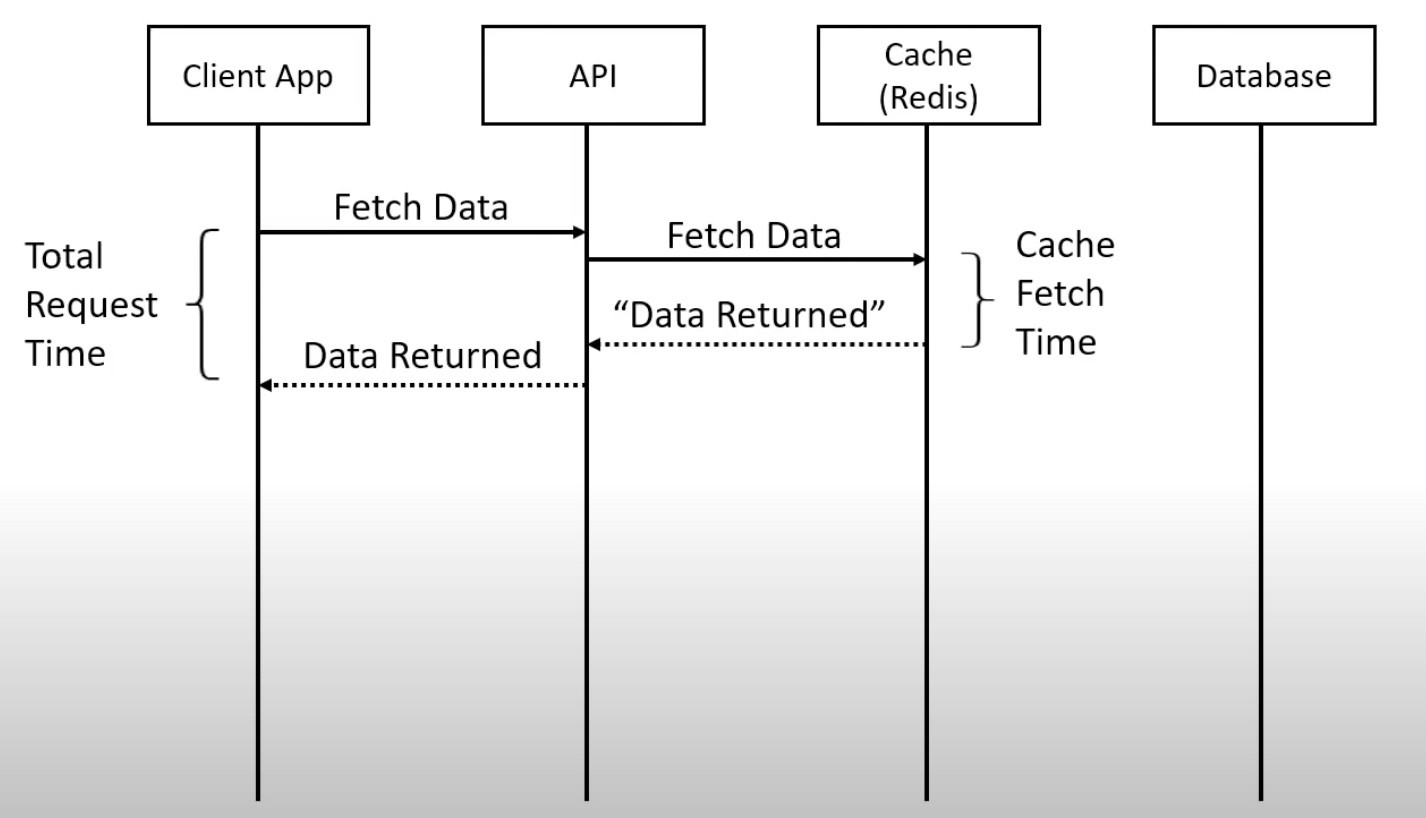 Client App
API
Cache
(Redis)
Database
Fetch Data
Fetch Data
“Data Returned”
Data Returned
Total
Request
Time
Cache
Fetch
Time